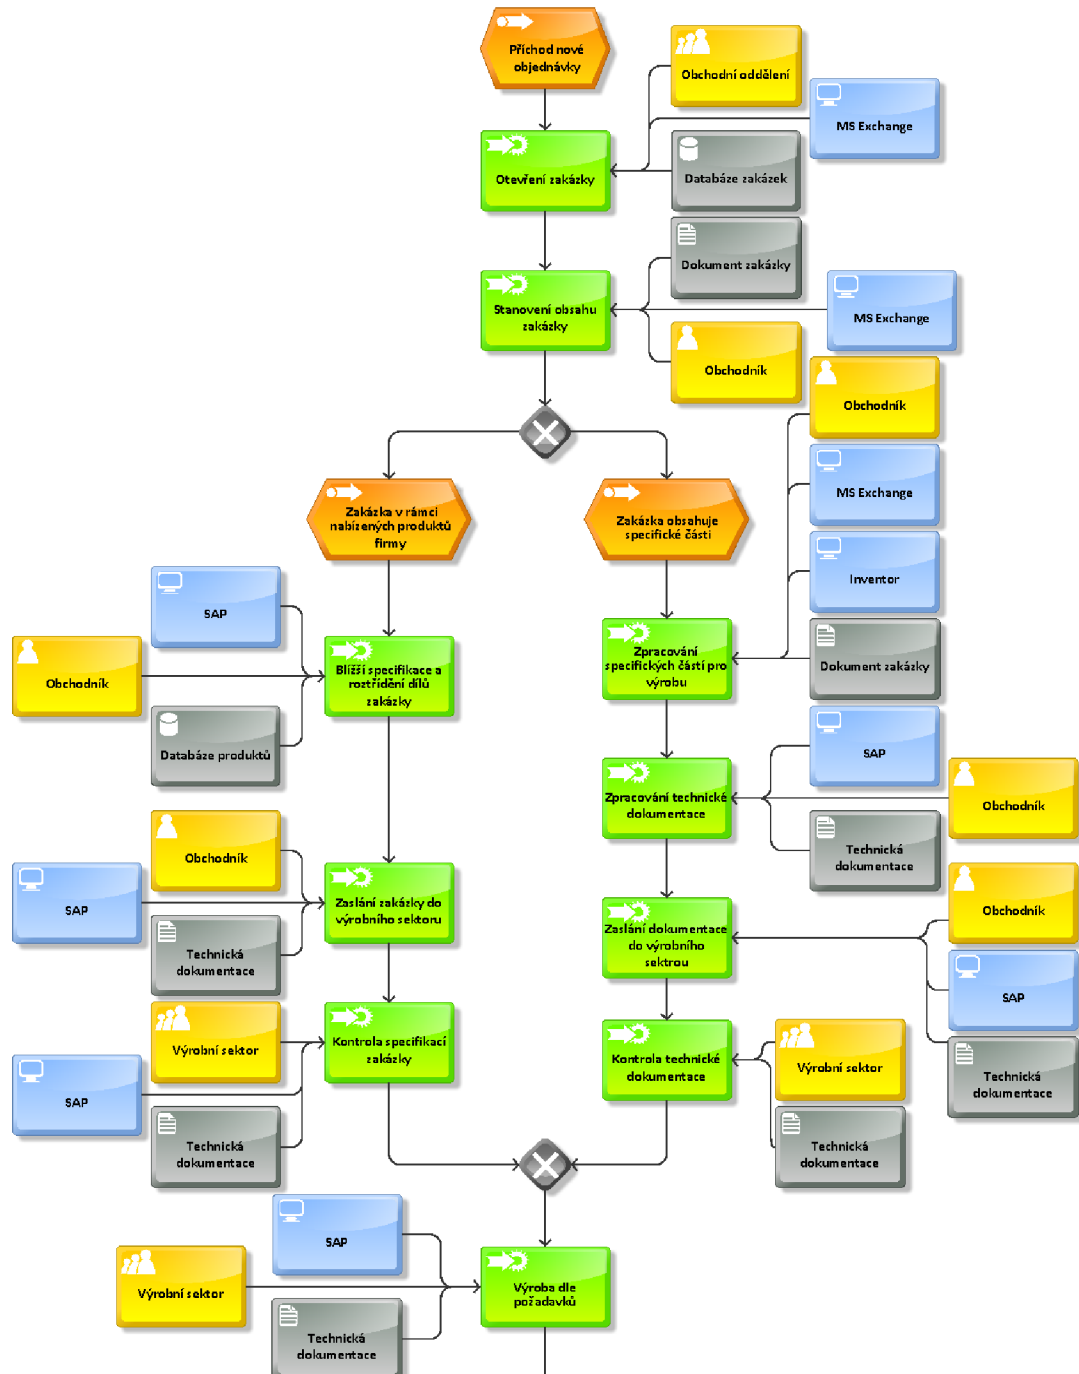 Příchod nové
objednávky
Obchodní oddělení
MS Exchange
Otevření zakázky
Databáze zakázek
Dokument zakázky
Stanovení obsahu
zakázky
MS Exchange
Obchodník
Obchodník
MS Exchange
Zakázka v rámci
nabízených produktů
firmy
Zakázka obsahuje
specifické části
Inventor
SAP
Obchodník
Blížší specifikace a
roztřídění dílů
zakázky
Zpracování
specifických částí pro
výrobu
Dokument zakázky
Databáze produktů
SAP
Zpracování technické
dokumentace
Obchodník
Technická
dokumentace
Obchodník
SAP
Zaslání zakázky do
výrobního sektoru
Technická
dokumentace
Zaslání dokumentace
do výrobního
sektrou
Obchodník
SAP
Výrobní sektor
Kontrola specifikací
zakázky
SAP
Technická
dokumentace
Kontrola technické
dokumentace
Výrobní sektor
Technická
dokumentace
Technická
dokumentace
SAP
Výrobní sektor
Výroba dle
požadavků
Technická
dokumentace